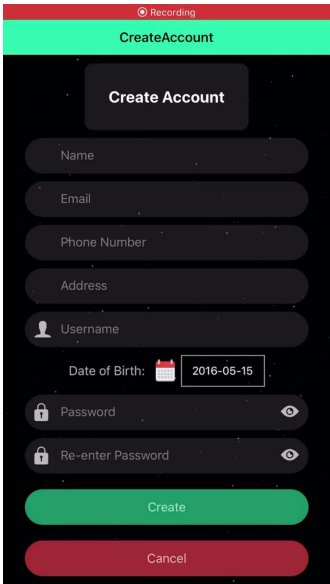 Recording
CreateAccount
Create Account
Name
Email
Phone Number
Address
Username
Date of Birth: 2016-05-15
Password
Re-enter Password
Create
Cancel